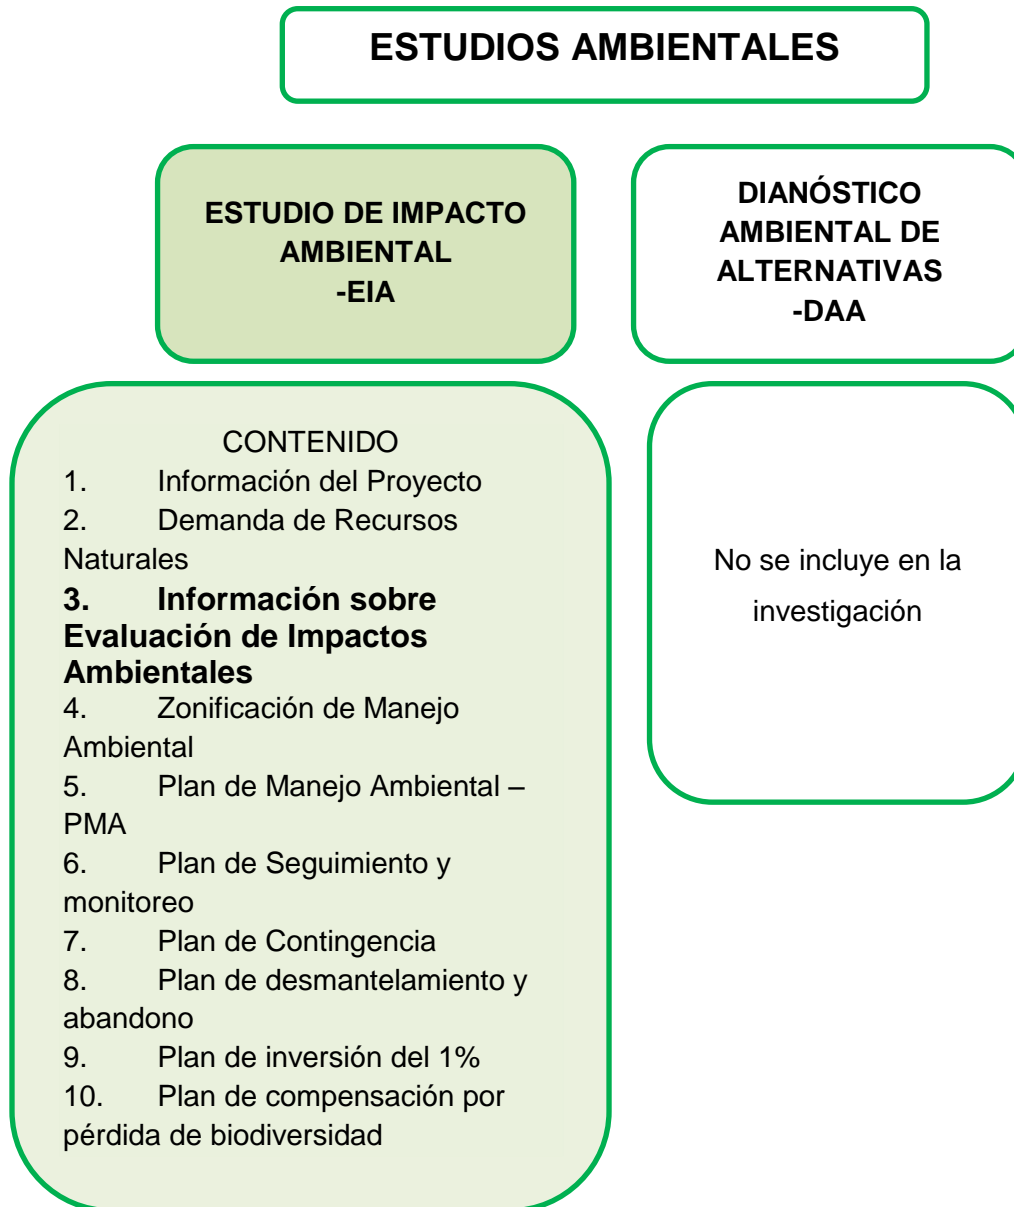 ESTUDIOS AMBIENTALES
ESTUDIO DE IMPACTO
AMBIENTAL
-EIA
DIANÓSTICO
AMBIENTAL DE
ALTERNATIVAS
-DAA
CONTENIDO
1. Información del Proyecto
2. Demanda de Recursos
Naturales
3. Información sobre
Evaluación de Impactos
Ambientales
4. Zonificación de Manejo
Ambiental
5. Plan de Manejo Ambiental –
PMA
6. Plan de Seguimiento y
monitoreo
7. Plan de Contingencia
8. Plan de desmantelamiento y
abandono
9. Plan de inversión del 1%
10. Plan de compensación por
pérdida de biodiversidad
No se incluye en la
investigación